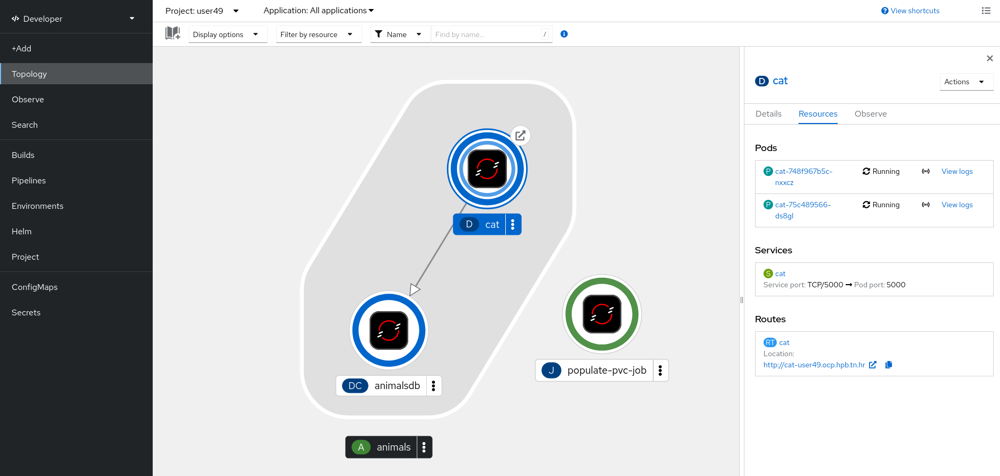 Developer
+Add
Topology
Observe
Search
Builds
Pipelines
Environments
Helm
Project
ConfigMaps
Secrets
Project: user49
Application: All applications
View shortcuts
Display options
Filter by resource
Name
Find by name...
/
D cat
DC animalsdb
J populate-pvc-job
A animals
D cat
Actions
Details
Resources
Observe
Pods
P cat-748f967b5c-
nxxcz
Running
View logs
P cat-75c489566-
ds8gl
Running
View logs
Services
S cat
Service port: TCP/5000 → Pod port: 5000
Routes
RT cat
Location:
http://cat-user49.ocp.hpb.tn.hr